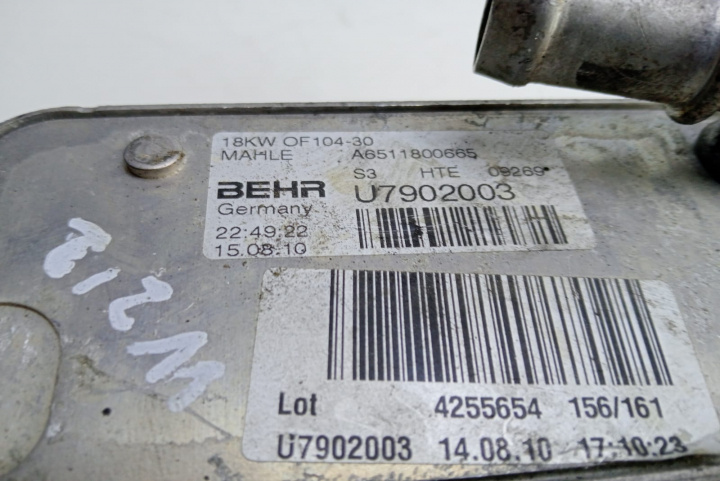 18KW OF104-30
MAHLE A6511800665
S3 HTE 09269
BEHR U7902003
Germany
22:49:22
15.08.10
Lot 4255654 156/161
U7902003 14.08.10 17:10:23